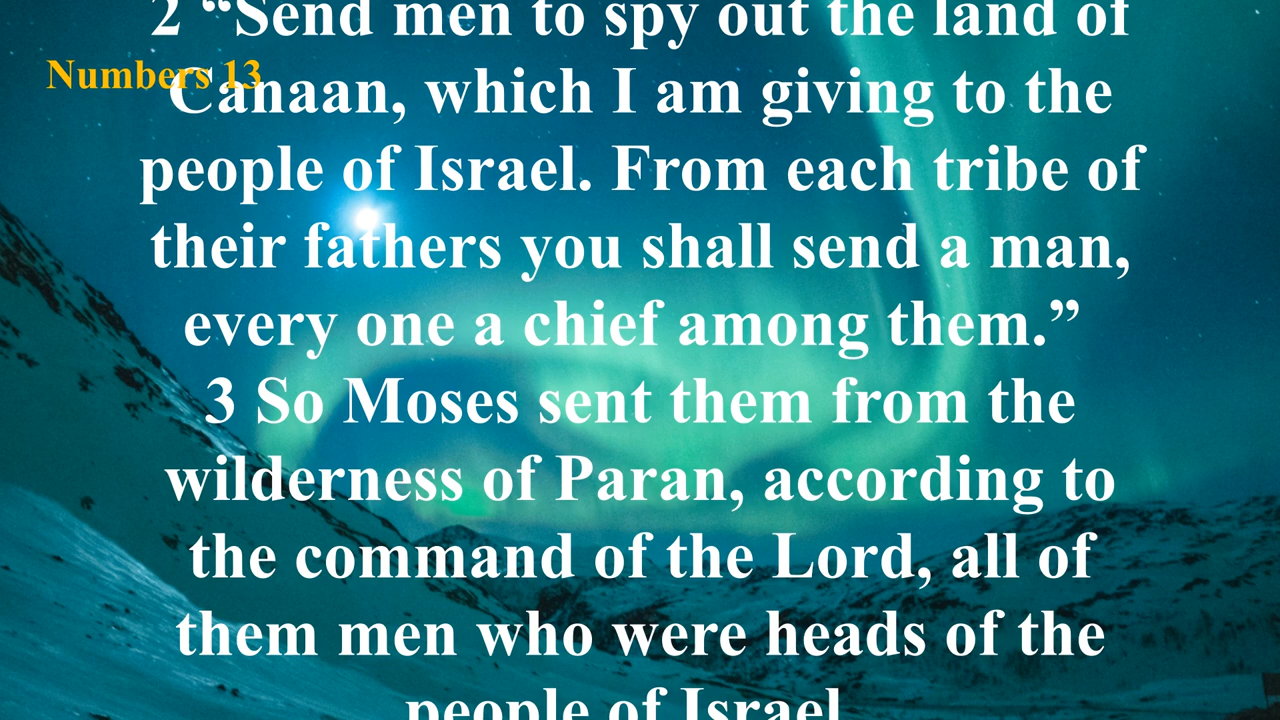 2 “Send men to spy out the land of
Numbers 13
Canaan, which I am giving to the
people of Israel. From each tribe of
their fathers you shall send a man,
every one a chief among them.”
3 So Moses sent them from the
wilderness of Paran, according to
the command of the Lord, all of
them men who were heads of the
people of Israel